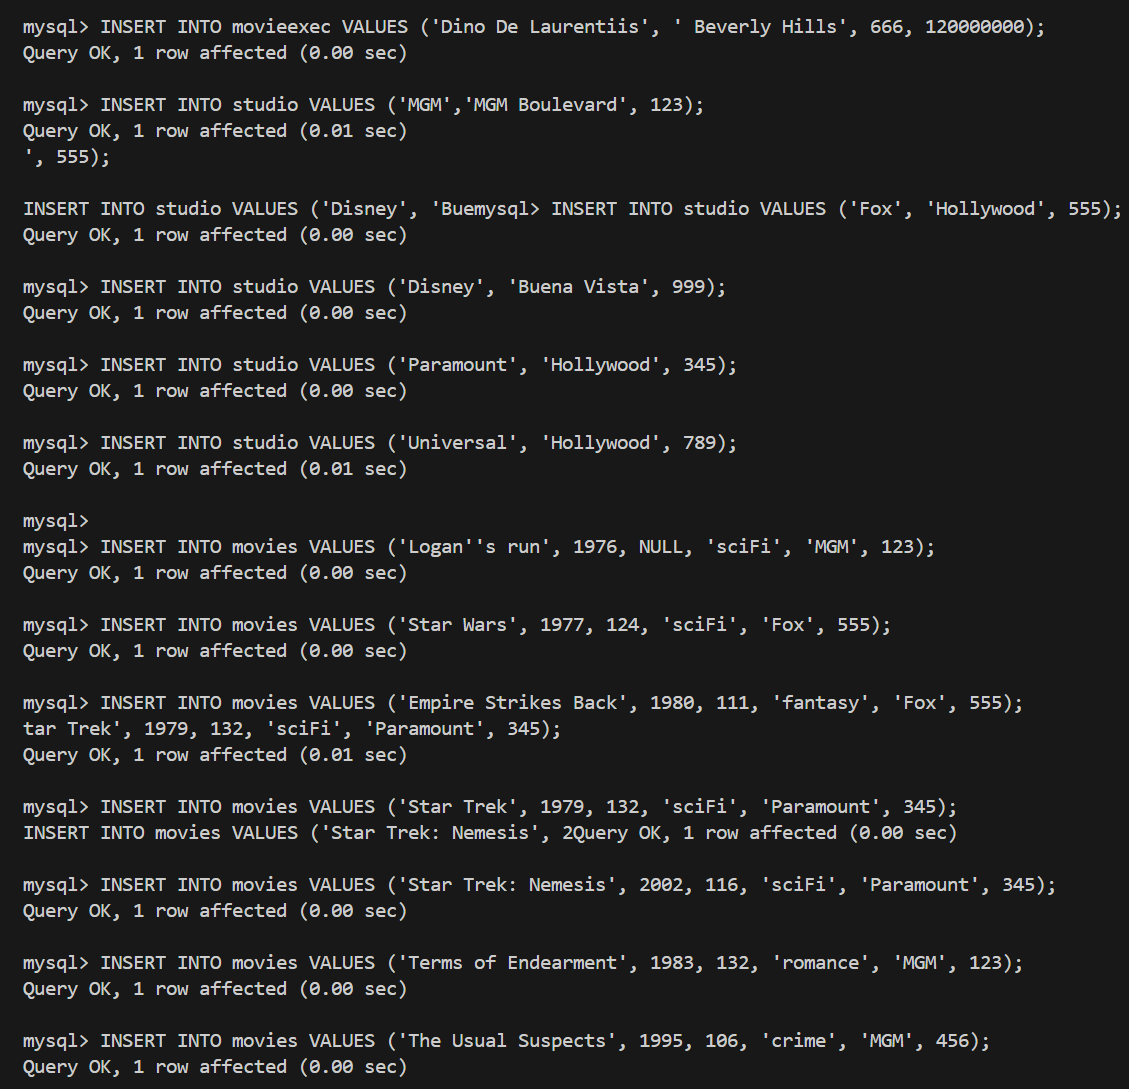 mysql> INSERT INTO movieexec VALUES ('Dino De Laurentiis', ' Beverly Hills', 666, 120000000);
Query OK, 1 row affected (0.00 sec)
mysql> INSERT INTO studio VALUES ('MGM','MGM Boulevard', 123);
Query OK, 1 row affected (0.01 sec)
', 555);
INSERT INTO studio VALUES ('Disney', 'Buemysql> INSERT INTO studio VALUES ('Fox', 'Hollywood', 555);
Query OK, 1 row affected (0.00 sec)
mysql> INSERT INTO studio VALUES ('Disney', 'Buena Vista', 999);
Query OK, 1 row affected (0.00 sec)
mysql> INSERT INTO studio VALUES ('Paramount', 'Hollywood', 345);
Query OK, 1 row affected (0.00 sec)
mysql> INSERT INTO studio VALUES ('Universal', 'Hollywood', 789);
Query OK, 1 row affected (0.01 sec)
mysql>
mysql> INSERT INTO movies VALUES ('Logan''s run', 1976, NULL, 'sciFi', 'MGM', 123);
Query OK, 1 row affected (0.00 sec)
mysql> INSERT INTO movies VALUES ('Star Wars', 1977, 124, 'sciFi', 'Fox', 555);
Query OK, 1 row affected (0.00 sec)
mysql> INSERT INTO movies VALUES ('Empire Strikes Back', 1980, 111, 'fantasy', 'Fox', 555);
tar Trek', 1979, 132, 'sciFi', 'Paramount', 345);
Query OK, 1 row affected (0.01 sec)
mysql> INSERT INTO movies VALUES ('Star Trek', 1979, 132, 'sciFi', 'Paramount', 345);
INSERT INTO movies VALUES ('Star Trek: Nemesis', 2Query OK, 1 row affected (0.00 sec)
mysql> INSERT INTO movies VALUES ('Star Trek: Nemesis', 2002, 116, 'sciFi', 'Paramount', 345);
Query OK, 1 row affected (0.00 sec)
mysql> INSERT INTO movies VALUES ('Terms of Endearment', 1983, 132, 'romance', 'MGM', 123);
Query OK, 1 row affected (0.00 sec)
mysql> INSERT INTO movies VALUES ('The Usual Suspects', 1995, 106, 'crime', 'MGM', 456);
Query OK, 1 row affected (0.00 sec)